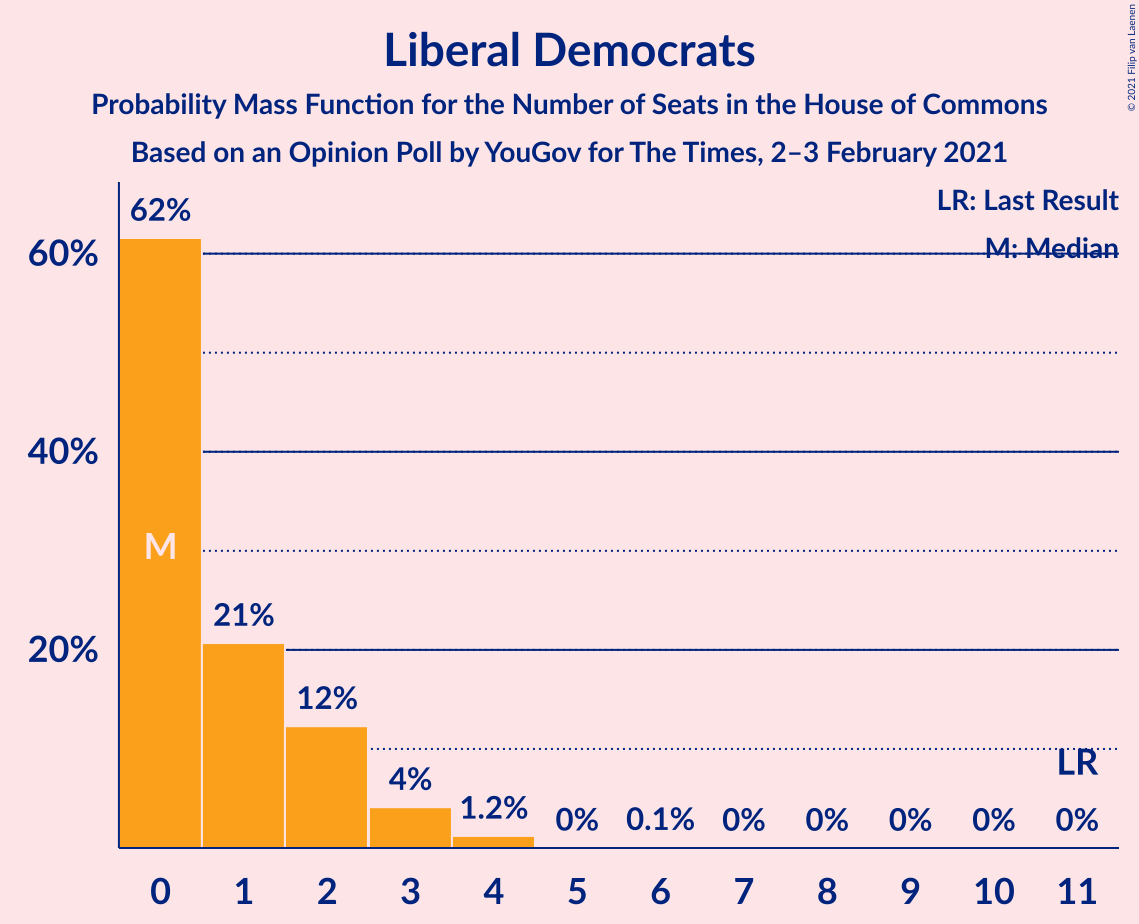 Liberal Democrats
Probability Mass Function for the Number of Seats in the House of Commons
Based on an Opinion Poll by YouGov for The Times, 2–3 February 2021
© 2021 Filip van Laenen
LR: Last Result
M: Median
62%
60%
40%
M
21%
20%
12%
LR
4%
1.2%
0%
0.1%
0%
0%
0%
0%
0%
0 1 2 3 4 5 6 7 8 9 10 11